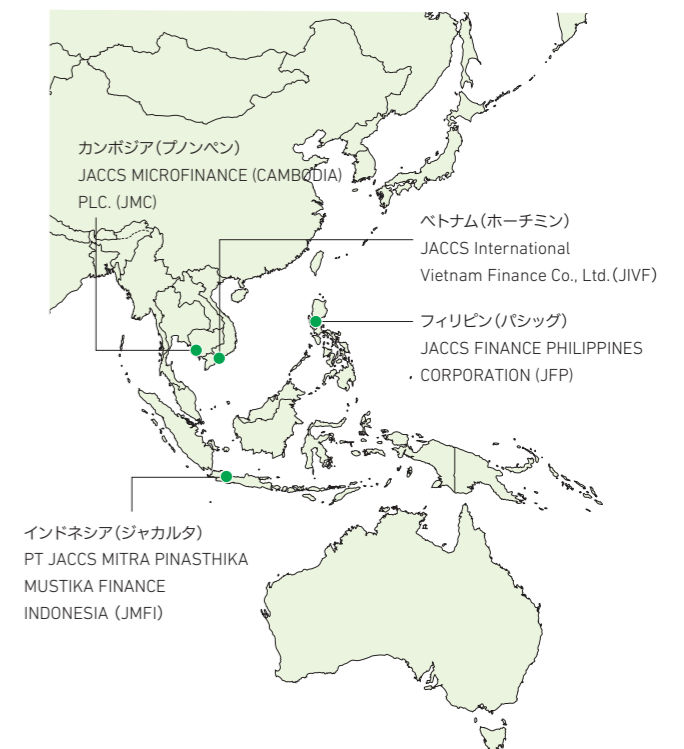 カンボジア（プノンペン）
JACCS MICROFINANCE (CAMBODIA)
PLC. (JMC)
ベトナム（ホーチミン）
JACCS International
Vietnam Finance Co., Ltd.（JIVF）
フィリピン（パシッグ）
JACCS FINANCE PHILIPPINES
CORPORATION (JFP)
インドネシア（ジャカルタ）
PT JACCS MITRA PINASTHIKA
MUSTIKA FINANCE
INDONESIA（JMFI）